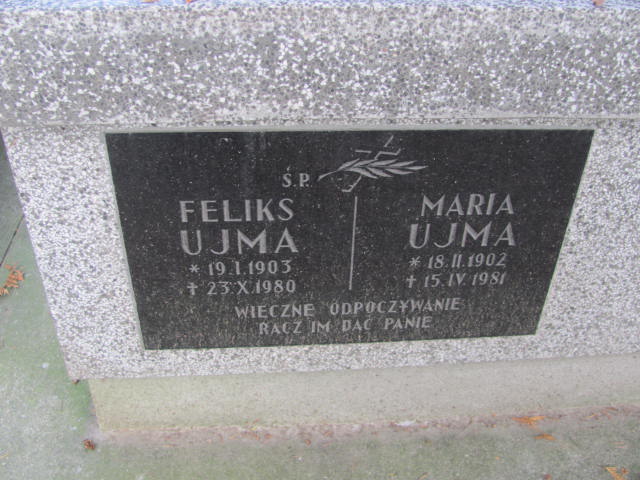 Ś.P.
FELIKS
UJMA
* 19.I.1903
✝ 23.X.1980
MARIA
UJMA
* 18.II.1902
✝ 15.IV.1981
WIECZNE ODPOCZYWANIE
RACZ IM DAĆ PANIE